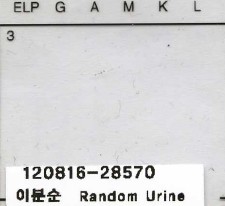 ELP G A M K L
3
120816-28570
이분순 Random Urine